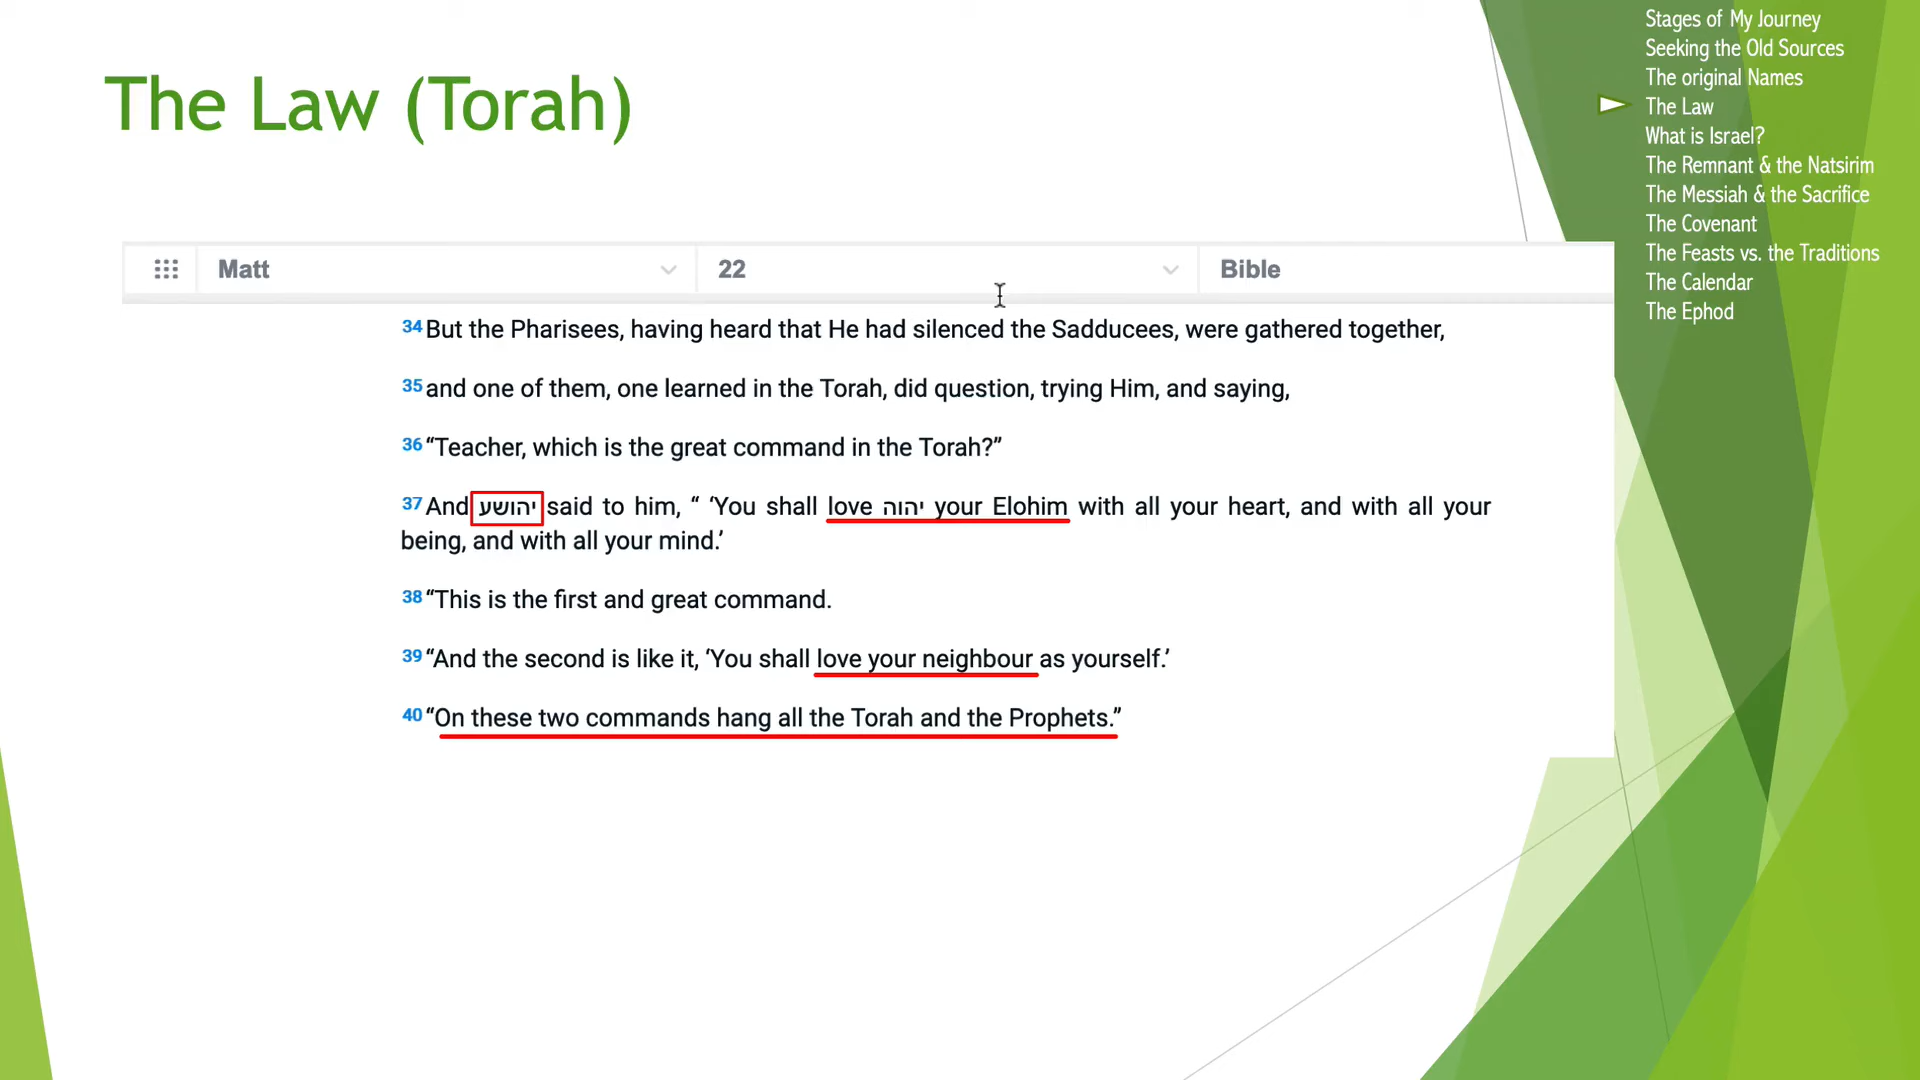 The Law (Torah)
Stages of My Journey
Seeking the Old Sources
The original Names
The Law
What is Israel?
The Remnant & the Natsirim
The Messiah & the Sacrifice
The Covenant
The Feasts vs. the Traditions
The Calendar
The Ephod
Matt 22 Bible
34 But the Pharisees, having heard that He had silenced the Sadducees, were gathered together,
35 and one of them, one learned in the Torah, did question, trying Him, and saying,
36 “Teacher, which is the great command in the Torah?”
37 And יהושע said to him, “ ‘You shall love יהוה your Elohim with all your heart, and with all your
being, and with all your mind.’
38 “This is the first and great command.
39 “And the second is like it, ‘You shall love your neighbour as yourself.’
40 “On these two commands hang all the Torah and the Prophets.”